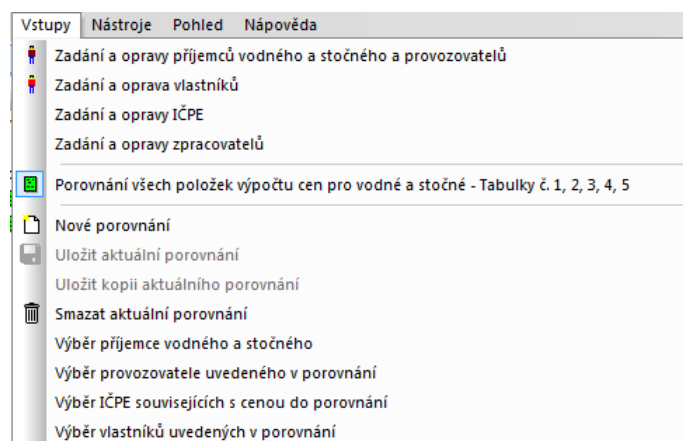 Vstupy Nástroje Pohled Nápověda
Zadání a opravy příjemců vodného a stočného a provozovatelů
Zadání a oprava vlastníků
Zadání a opravy IČPE
Zadání a opravy zpracovatelů
Porovnání všech položek výpočtu cen pro vodné a stočné - Tabulky č. 1, 2, 3, 4, 5
Nové porovnání
Uložit aktuální porovnání
Uložit kopii aktuálního porovnání
Smazat aktuální porovnání
Výběr příjemce vodného a stočného
Výběr provozovatele uvedeného v porovnání
Výběr IČPE souvisejících s cenou do porovnání
Výběr vlastníků uvedených v porovnání